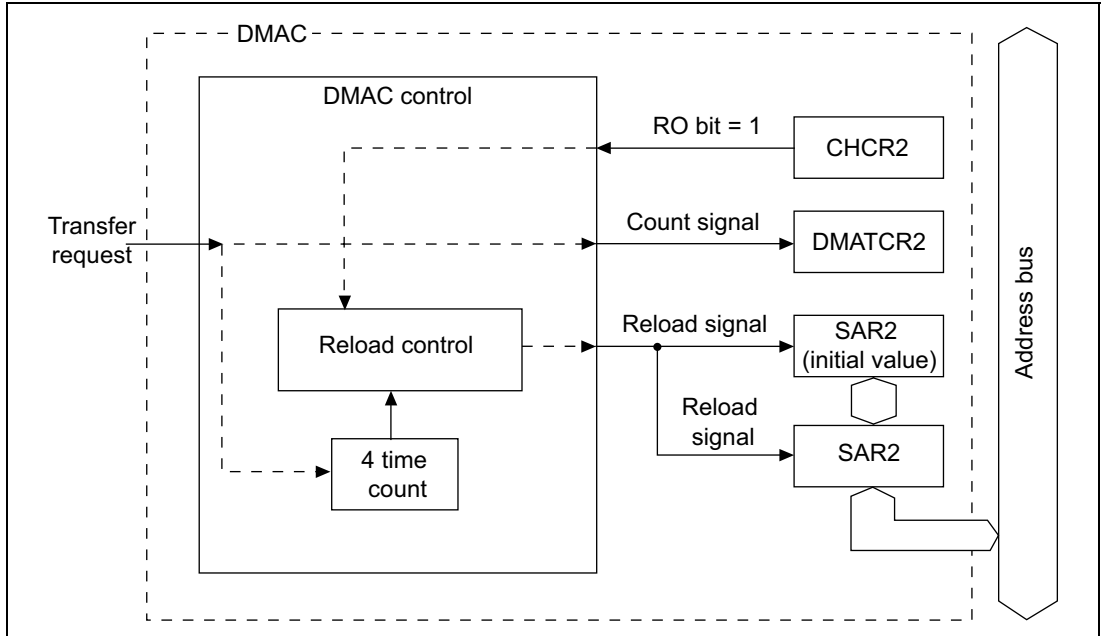 DMAC
DMAC control
RO bit = 1
CHCR2
Transfer
request
Count signal
DMATCR2
Reload control
Reload signal
SAR2
(initial value)
Reload
signal
SAR2
4 time
count
Address bus